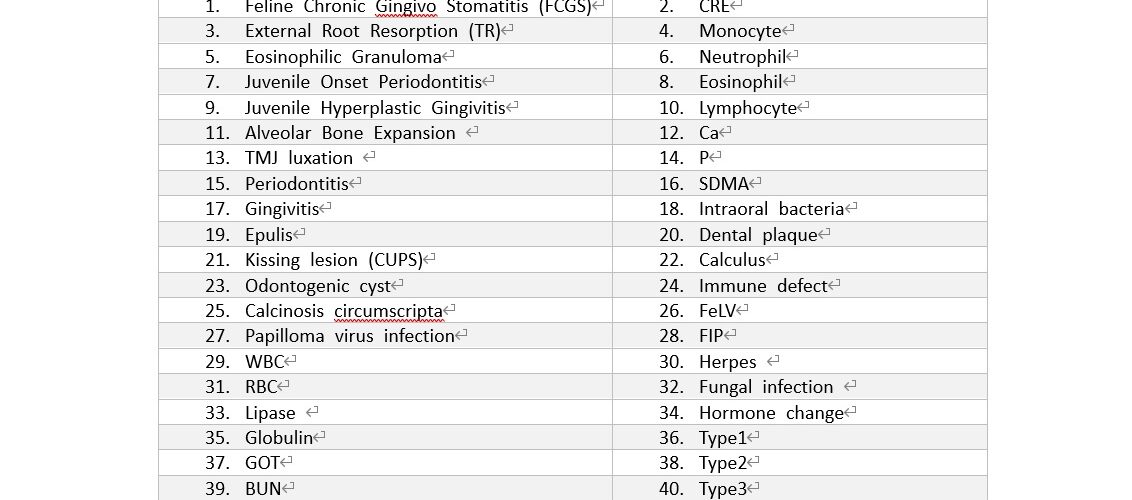 1. Feline Chronic Gingivo Stomatitis (FCGS) 2. CRE
3. External Root Resorption (TR) 4. Monocyte
5. Eosinophilic Granuloma 6. Neutrophil
7. Juvenile Onset Periodontitis 8. Eosinophil
9. Juvenile Hyperplastic Gingivitis 10. Lymphocyte
11. Alveolar Bone Expansion 12. Ca
13. TMJ luxation 14. P
15. Periodontitis 16. SDMA
17. Gingivitis 18. Intraoral bacteria
19. Epulis 20. Dental plaque
21. Kissing lesion (CUPS) 22. Calculus
23. Odontogenic cyst 24. Immune defect
25. Calcinosis circumscripta 26. FeLV
27. Papilloma virus infection 28. FIP
29. WBC 30. Herpes
31. RBC 32. Fungal infection
33. Lipase 34. Hormone change
35. Globulin 36. Type1
37. GOT 38. Type2
39. BUN 40. Type3